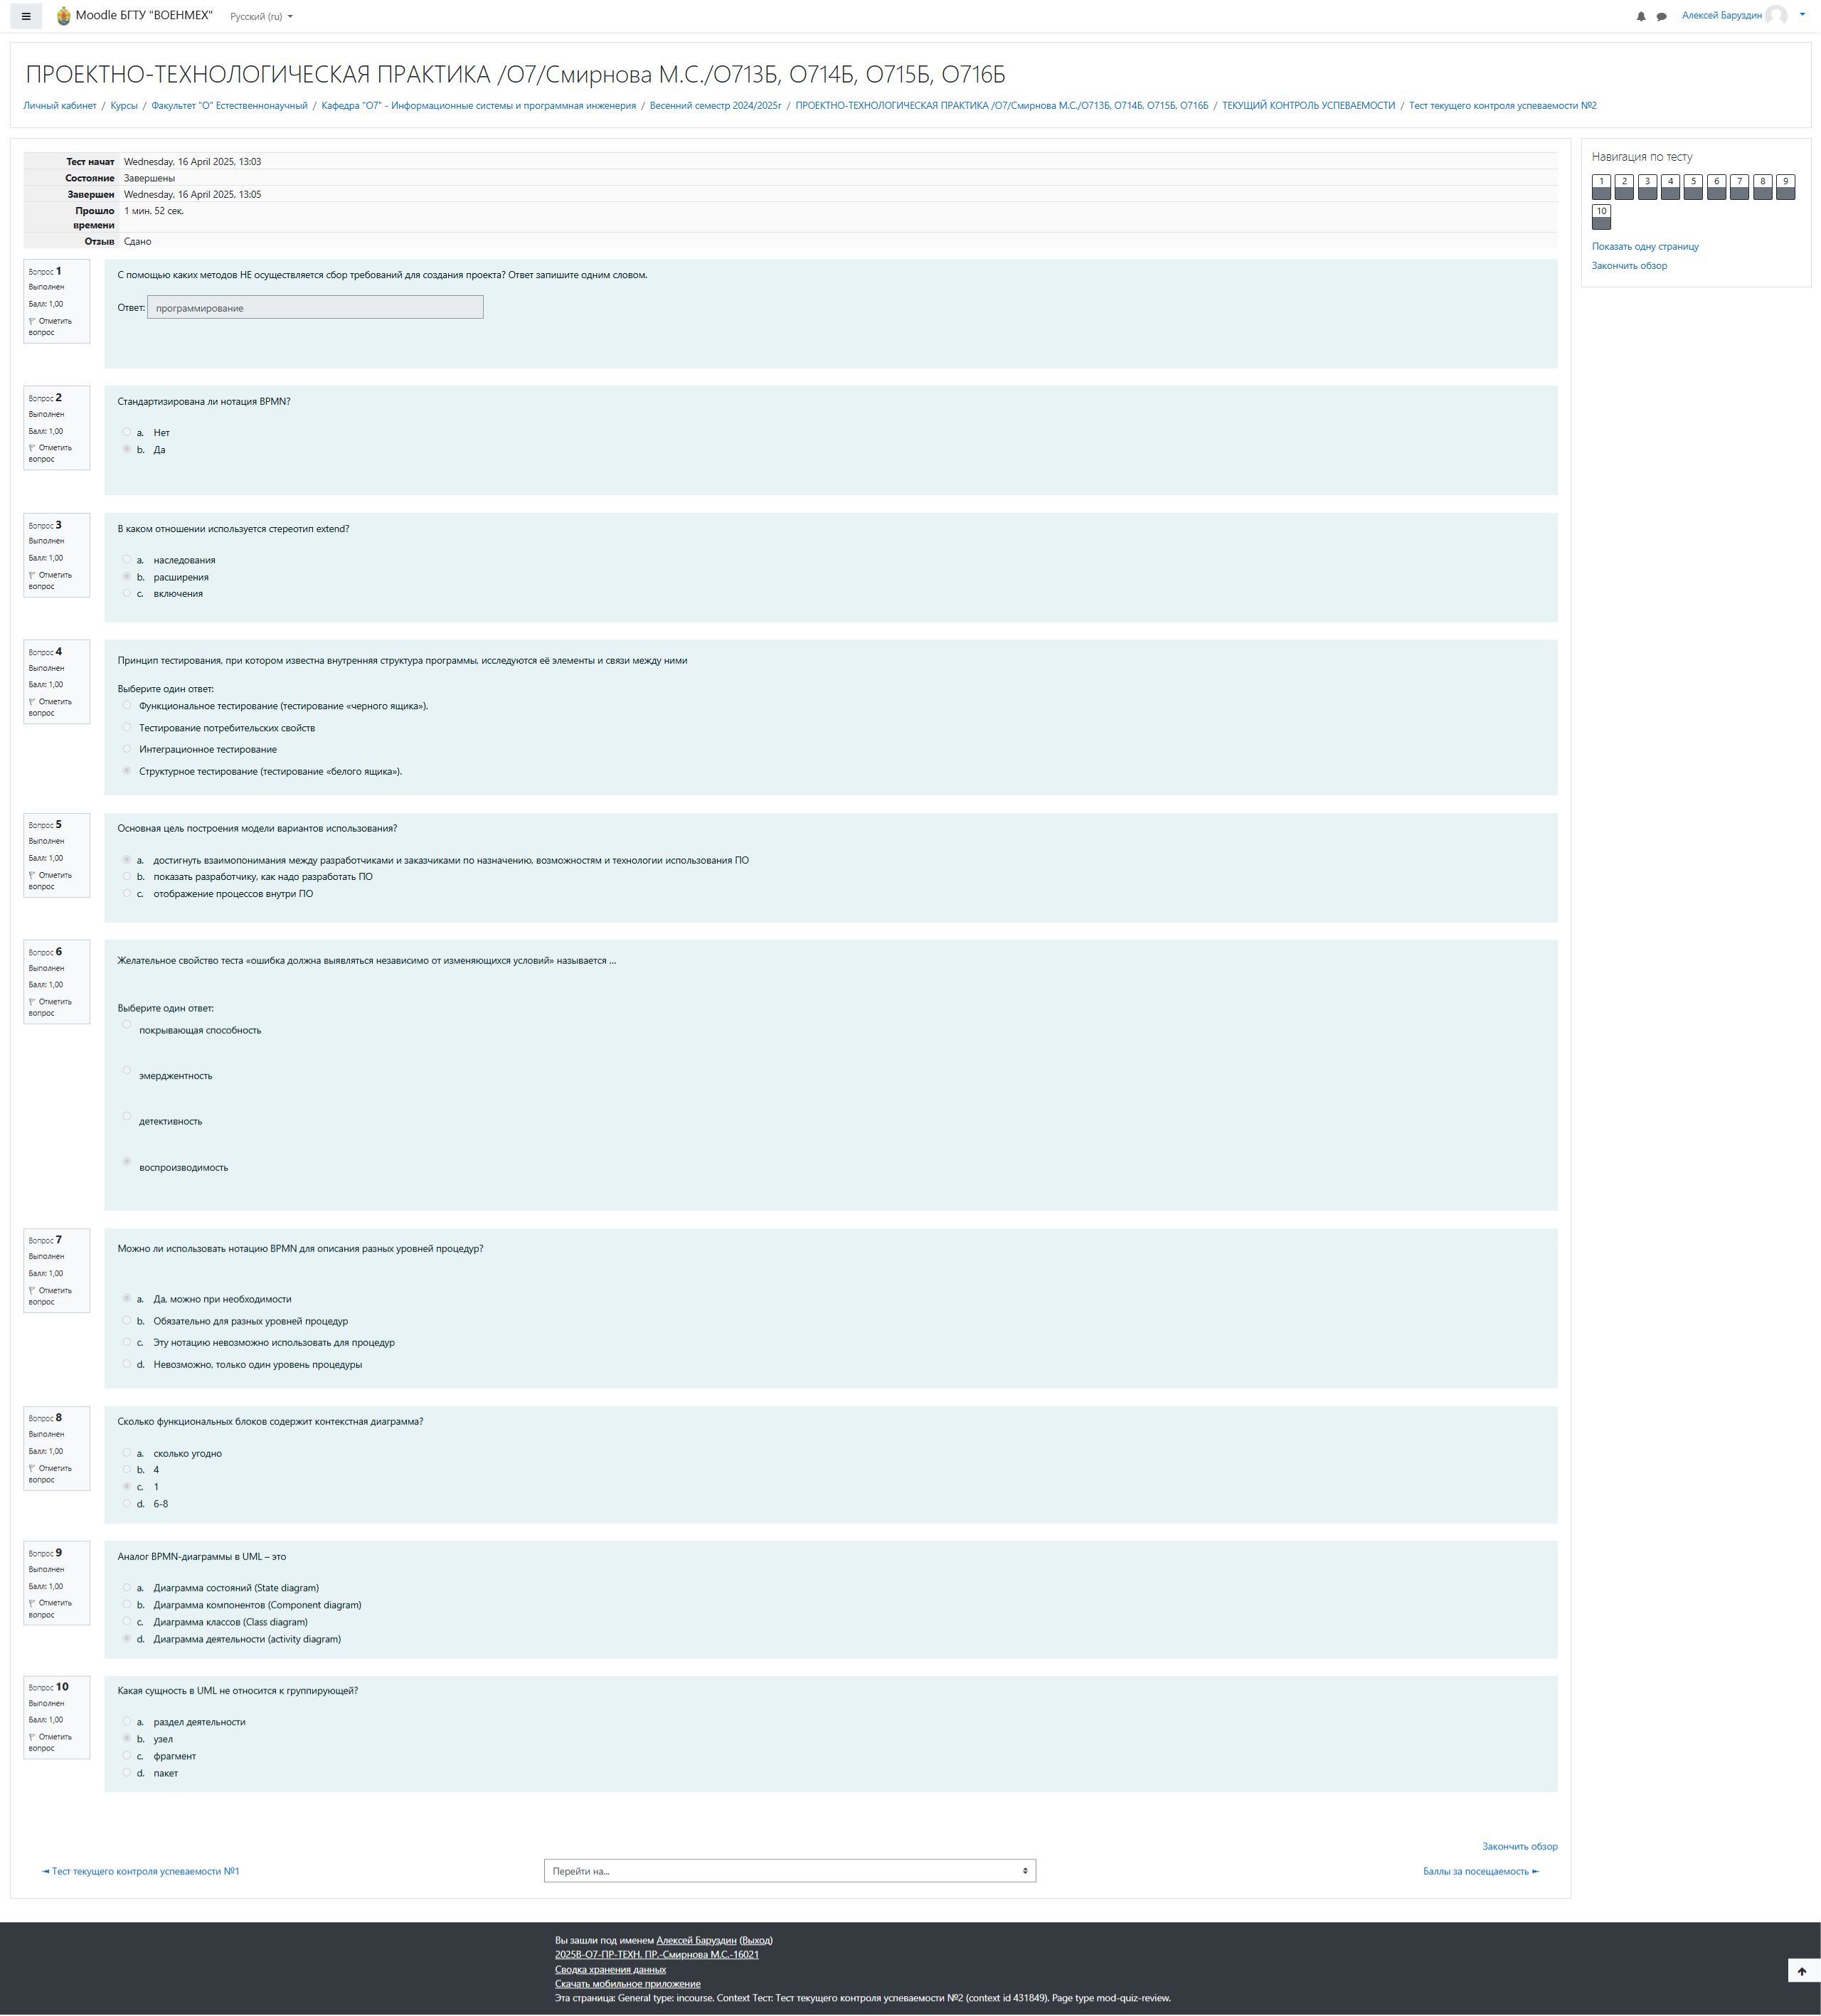 Moodle БГТУ "ВОЕНМЕХ" Русский (ru) Алексей Баруздин
ПРОЕКТНО-ТЕХНОЛОГИЧЕСКАЯ ПРАКТИКА /О7/Смирнова М.С./О713Б, О714Б, О715Б, О716Б
Личный кабинет / Курсы / Факультет "О" Естественнонаучный / Кафедра "О7" - Информационные системы и программная инженерия / Весенний семестр 2024/2025г / ПРОЕКТНО-ТЕХНОЛОГИЧЕСКАЯ ПРАКТИКА /О7/Смирнова М.С./О713Б, О714Б, О715Б, О716Б / ТЕКУЩИЙ КОНТРОЛЬ УСПЕВАЕМОСТИ / Тест текущего контроля успеваемости №2
Тест начат Wednesday, 16 April 2025, 13:03
Состояние Завершены
Завершен Wednesday, 16 April 2025, 13:05
Прошло времени 1 мин. 52 сек.
Отзыв Сдано
Навигация по тесту
1 2 3 4 5 6 7 8 9
10
Показать одну страницу
Закончить обзор
Вопрос 1
Выполнен
Балл: 1,00
Отметить
вопрос
С помощью каких методов НЕ осуществляется сбор требований для создания проекта? Ответ запишите одним словом.
Ответ: программирование
Вопрос 2
Выполнен
Балл: 1,00
Отметить
вопрос
Стандартизирована ли нотация BPMN?
a. Нет
b. Да
Вопрос 3
Выполнен
Балл: 1,00
Отметить
вопрос
В каком отношении используется стереотип extend?
a. наследования
b. расширения
c. включения
Вопрос 4
Выполнен
Балл: 1,00
Отметить
вопрос
Принцип тестирования, при котором известна внутренняя структура программы, исследуются её элементы и связи между ними
Выберите один ответ:
Функциональное тестирование (тестирование «черного ящика»).
Тестирование потребительских свойств
Интеграционное тестирование
Структурное тестирование (тестирование «белого ящика»).
Вопрос 5
Выполнен
Балл: 1,00
Отметить
вопрос
Основная цель построения модели вариантов использования?
a. достигнуть взаимопонимания между разработчиками и заказчиками по назначению, возможностям и технологии использования ПО
b. показать разработчику, как надо разработать ПО
c. отображение процессов внутри ПО
Вопрос 6
Выполнен
Балл: 1,00
Отметить
вопрос
Желательное свойство теста «ошибка должна выявляться независимо от изменяющихся условий» называется ...
Выберите один ответ:
покрывающая способность
эмерджентность
детективность
воспроизводимость
Вопрос 7
Выполнен
Балл: 1,00
Отметить
вопрос
Можно ли использовать нотацию BPMN для описания разных уровней процедур?
a. Да, можно при необходимости
b. Обязательно для разных уровней процедур
c. Эту нотацию невозможно использовать для процедур
d. Невозможно, только один уровень процедуры
Вопрос 8
Выполнен
Балл: 1,00
Отметить
вопрос
Сколько функциональных блоков содержит контекстная диаграмма?
a. сколько угодно
b. 4
c. 1
d. 6-8
Вопрос 9
Выполнен
Балл: 1,00
Отметить
вопрос
Аналог BPMN-диаграммы в UML – это
a. Диаграмма состояний (State diagram)
b. Диаграмма компонентов (Component diagram)
c. Диаграмма классов (Class diagram)
d. Диаграмма деятельности (activity diagram)
Вопрос 10
Выполнен
Балл: 1,00
Отметить
вопрос
Какая сущность в UML не относится к группирующей?
a. раздел деятельности
b. узел
c. фрагмент
d. пакет
Закончить обзор
◄ Тест текущего контроля успеваемости №1 Перейти на... Баллы за посещаемость ►
Вы зашли под именем Алексей Баруздин (Выход)
2025В-О7-ПР-ТЕХН. ПР.-Смирнова М.С.-16021
Сводка хранения данных
Скачать мобильное приложение
Эта страница: General type: incourse. Context Тест: Тест текущего контроля успеваемости №2 (context id 431849). Page type mod-quiz-review.